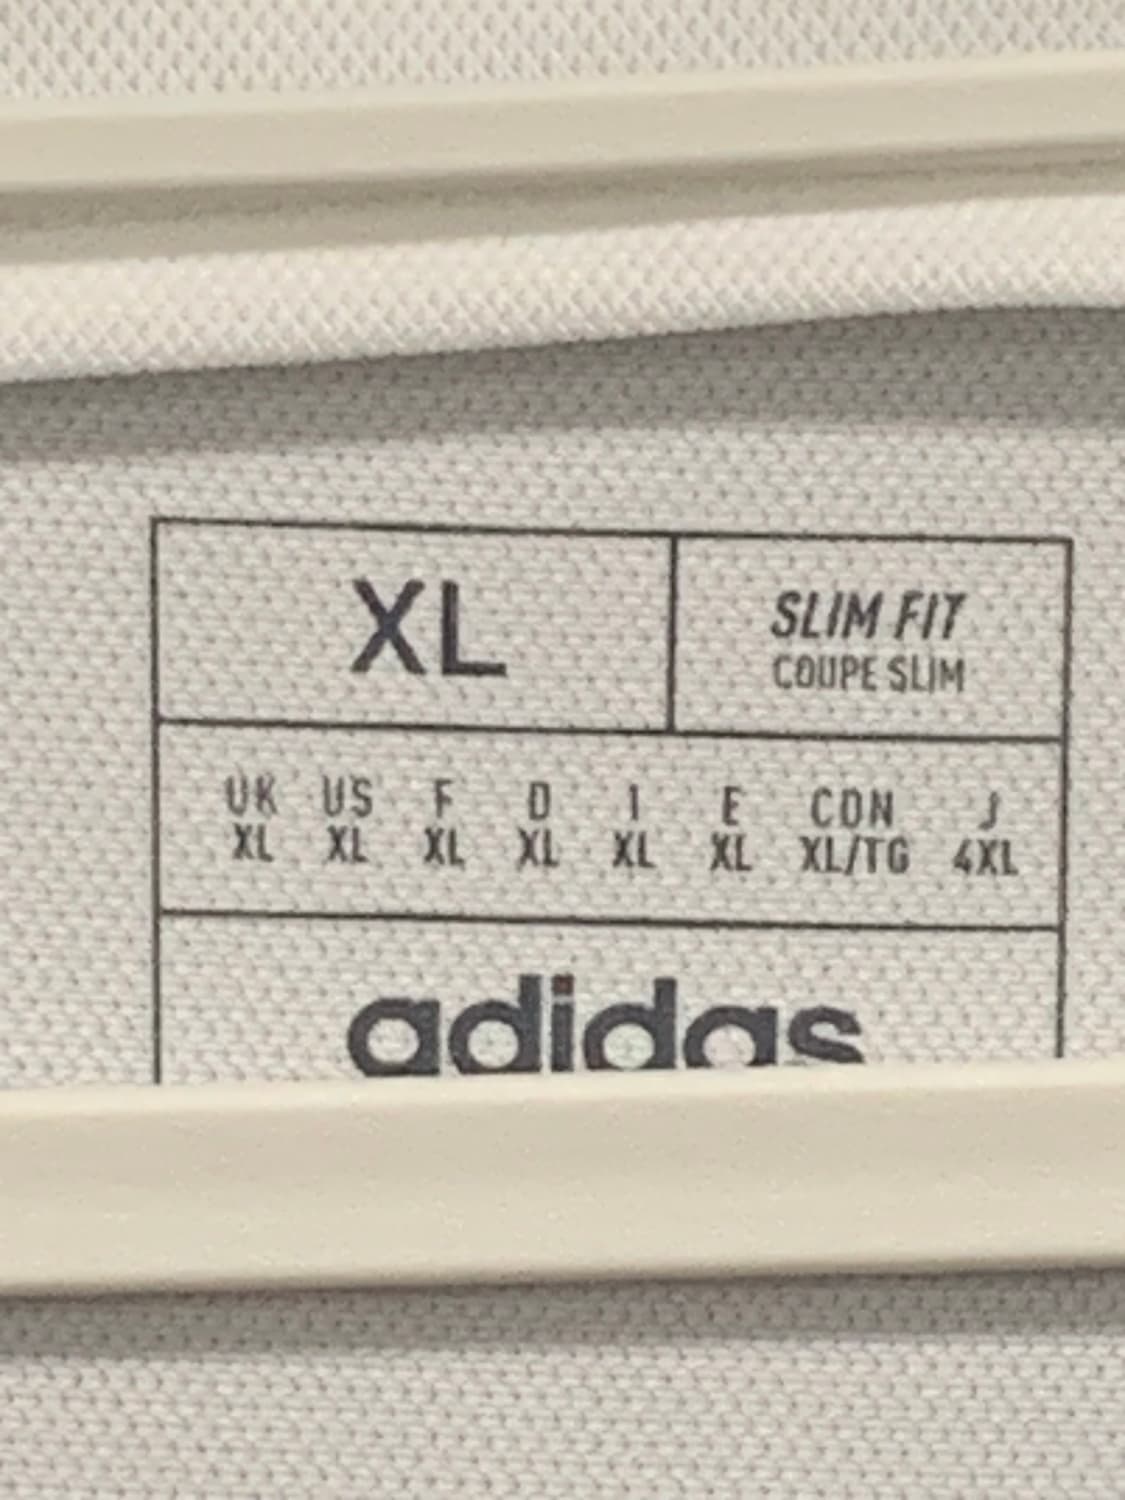 XL
SLIM FIT
COUPE SLIM
UK US F D I E CDN J
XL XL XL XL XL XL XL/TG 4XL
adidas